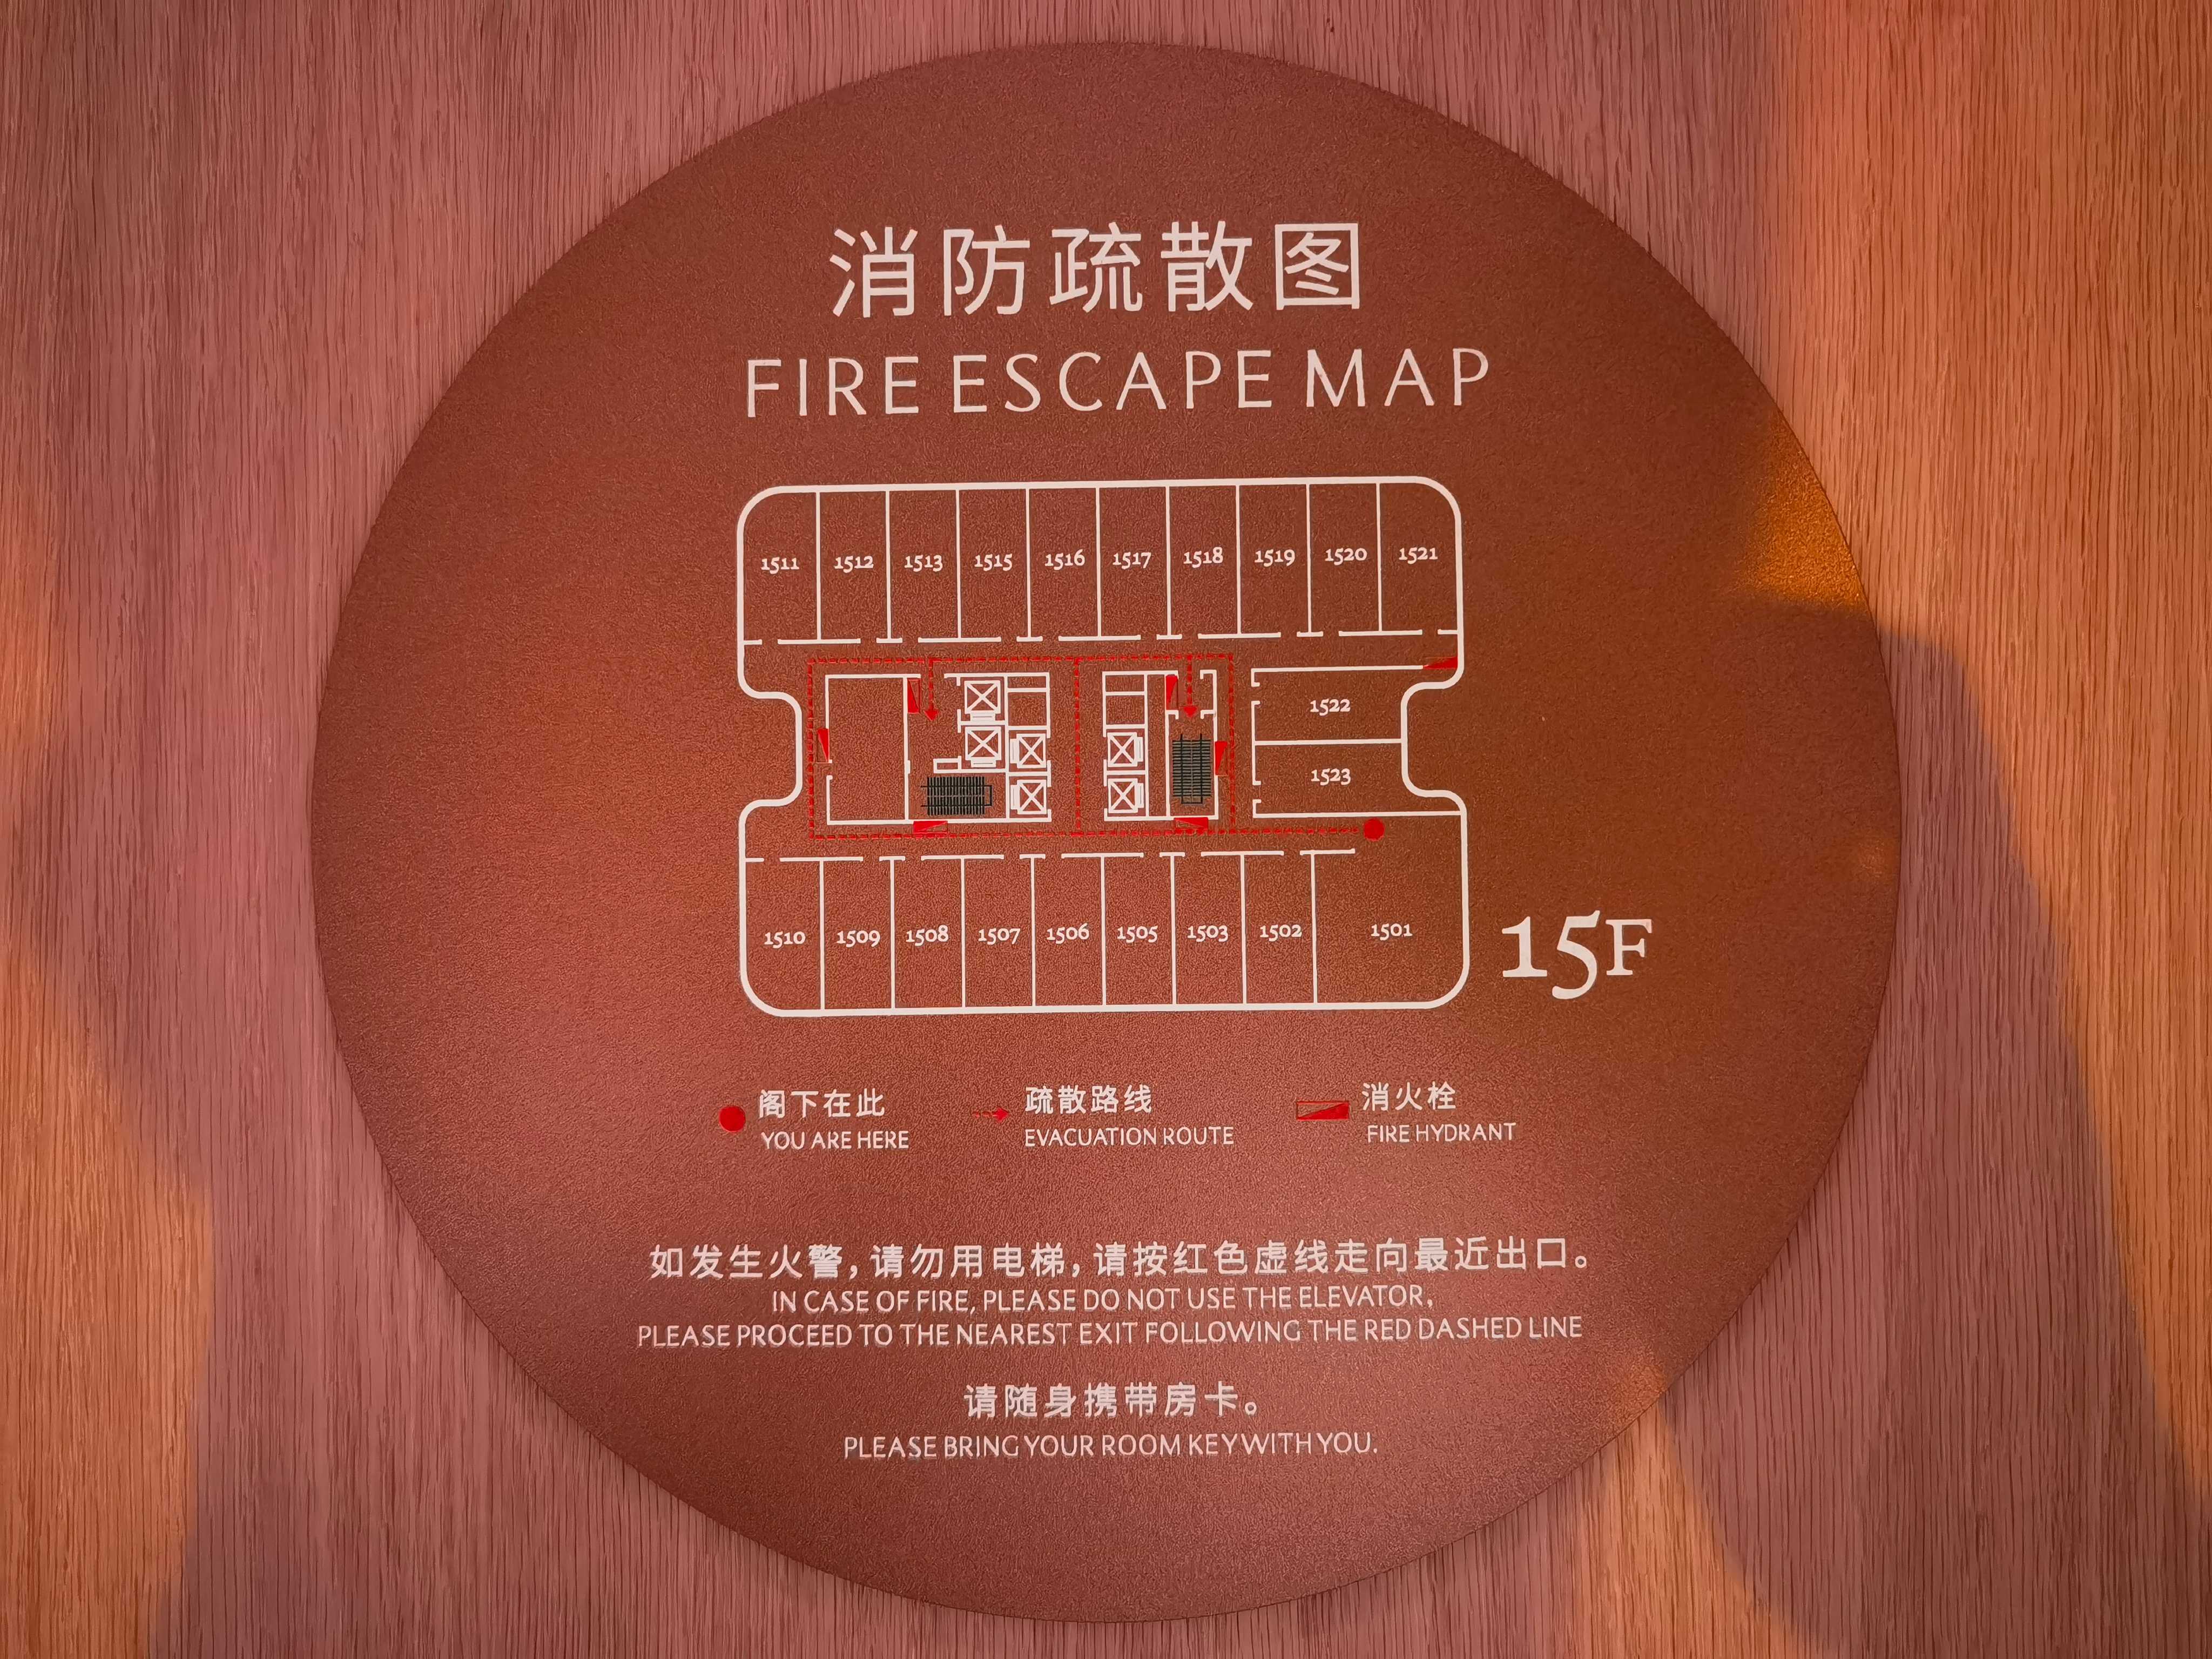 消防疏散图
FIRE ESCAPE MAP
1511 1512 1513 1515 1516 1517 1518 1519 1520 1521
1522
1523
1510 1509 1508 1507 1506 1505 1503 1502 1501
15F
阁下在此
YOU ARE HERE
疏散路线
EVACUATION ROUTE
消火栓
FIRE HYDRANT
如发生火警,请勿用电梯,请按红色虚线走向最近出口。
IN CASE OF FIRE, PLEASE DO NOT USE THE ELEVATOR,
PLEASE PROCEED TO THE NEAREST EXIT FOLLOWING THE RED DASHED LINE
请随身携带房卡。
PLEASE BRING YOUR ROOM KEY WITH YOU.